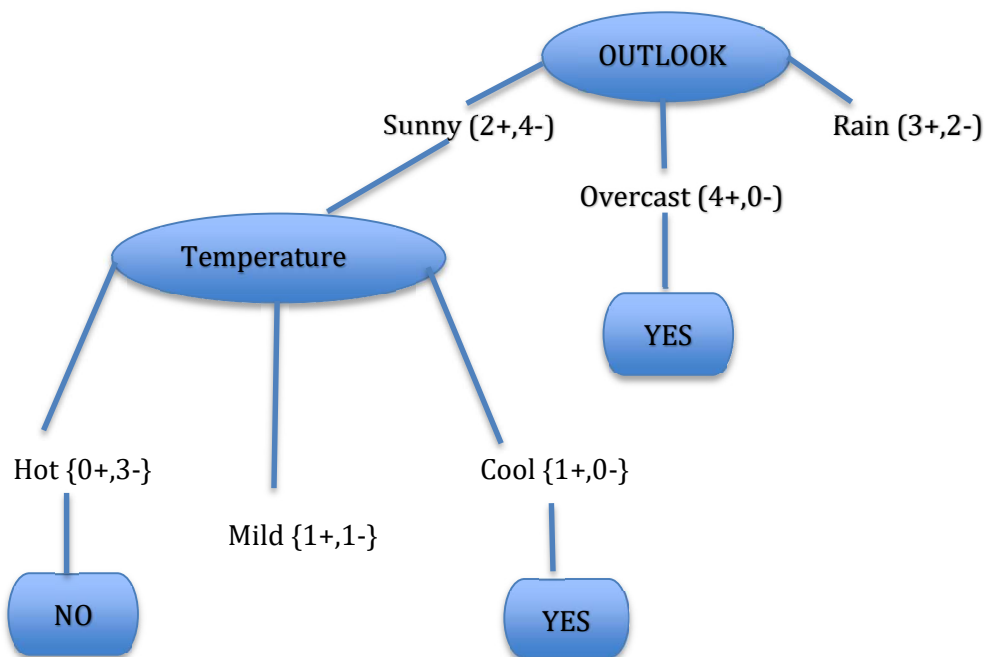 OUTLOOK
Sunny (2+,4-)
Rain (3+,2-)
Overcast (4+,0-)
Temperature
YES
Hot {0+,3-}
Cool {1+,0-}
Mild {1+,1-}
NO
YES